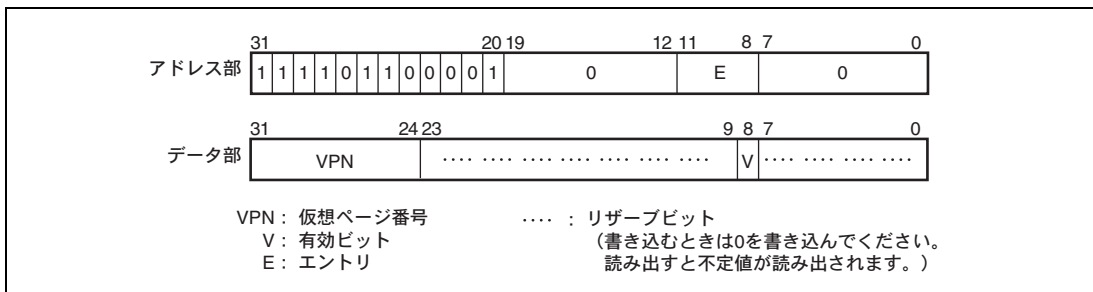 31 20 19 12 11 8 7 0
アドレス部 1 1 1 1 0 1 1 0 0 0 0 1 0 E 0
31 24 23 9 8 7 0
データ部 VPN ···· ···· ···· ···· ···· ···· ···· V ···· ···· ···· ····
VPN： 仮想ページ番号 ····： リザーブビット
V： 有効ビット （書き込むときは0を書き込んでください。
E： エントリ 読み出すと不定値が読み出されます。）